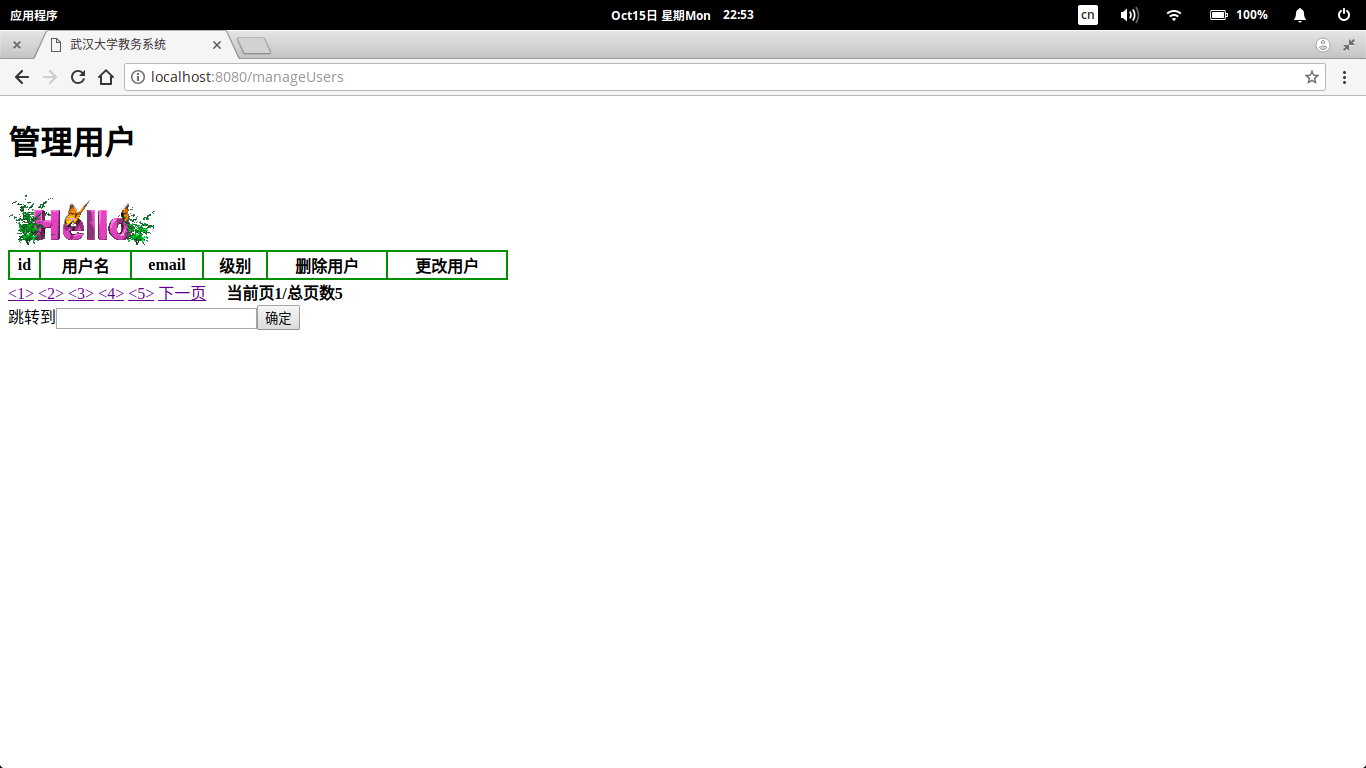 应用程序 Oct15日 星期Mon 22:53 cn 100%
武汉大学教务系统
localhost:8080/manageUsers
管理用户
Hello
id 用户名 email 级别 删除用户 更改用户
<1> <2> <3> <4> <5> 下一页 当前页1/总页数5
跳转到 确定